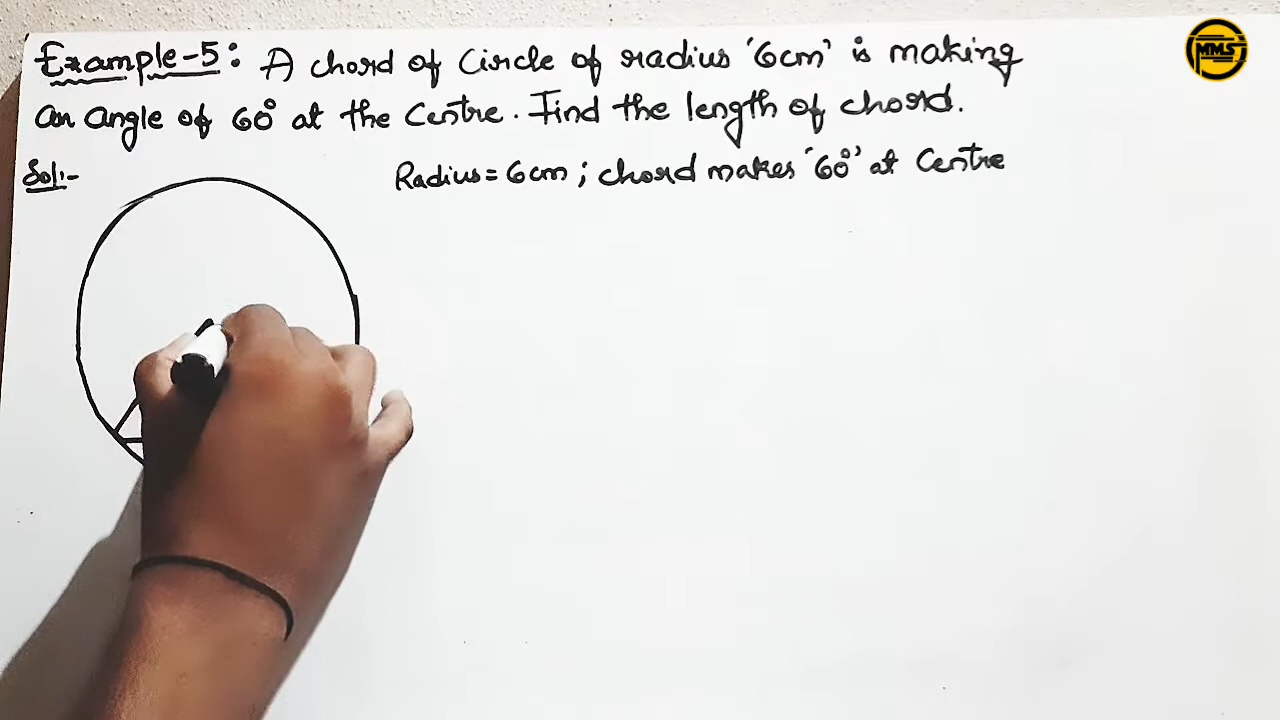 Example-5: A chord of Circle of radius '6cm' is making
an angle of 60° at the Centre. Find the length of chord.
Sol:- Radius = 6cm ; chord makes '60°' at Centre
MMS